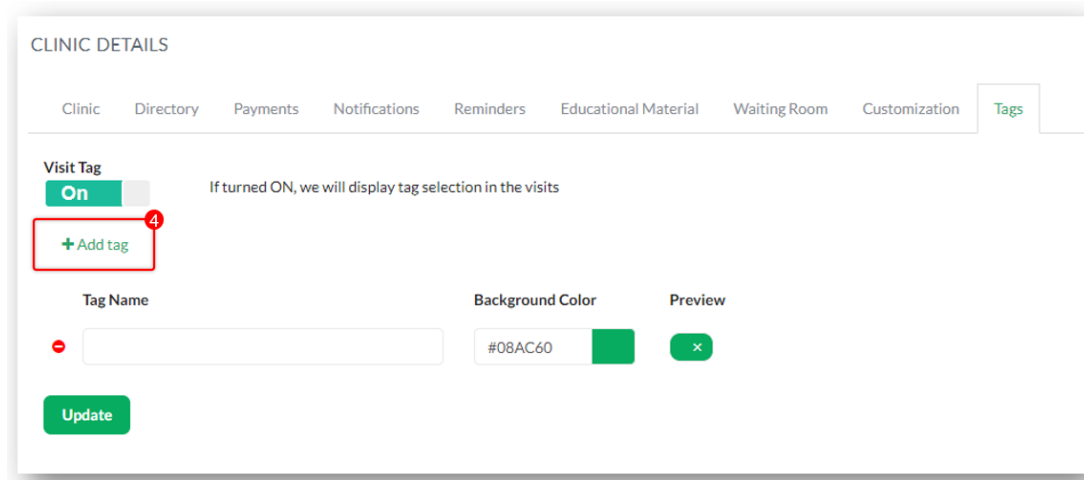 CLINIC DETAILS
Clinic Directory Payments Notifications Reminders Educational Material Waiting Room Customization Tags
Visit Tag
On If turned ON, we will display tag selection in the visits
4
+ Add tag
Tag Name Background Color Preview
#08AC60 ×
Update